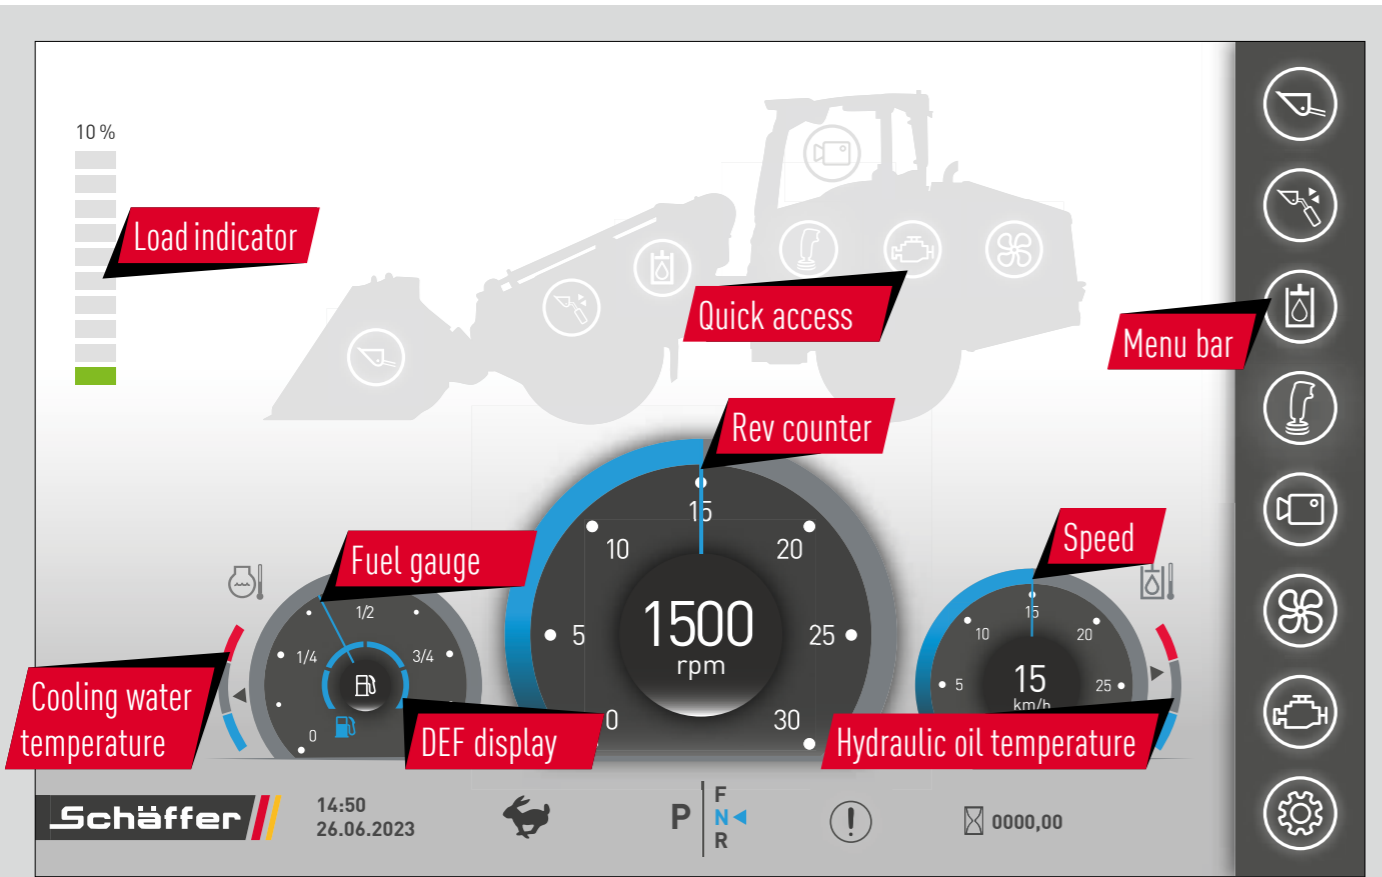 10 %
Load indicator
Quick access
Menu bar
Rev counter
15
10
20
5
25
0
30
1500
rpm
Fuel gauge
1/2
1/4
3/4
0
Speed
15
10
20
5
25
15
km/h
Cooling water
temperature
DEF display
Hydraulic oil temperature
Schäffer
14:50
26.06.2023
P
F
N
R
0000,00